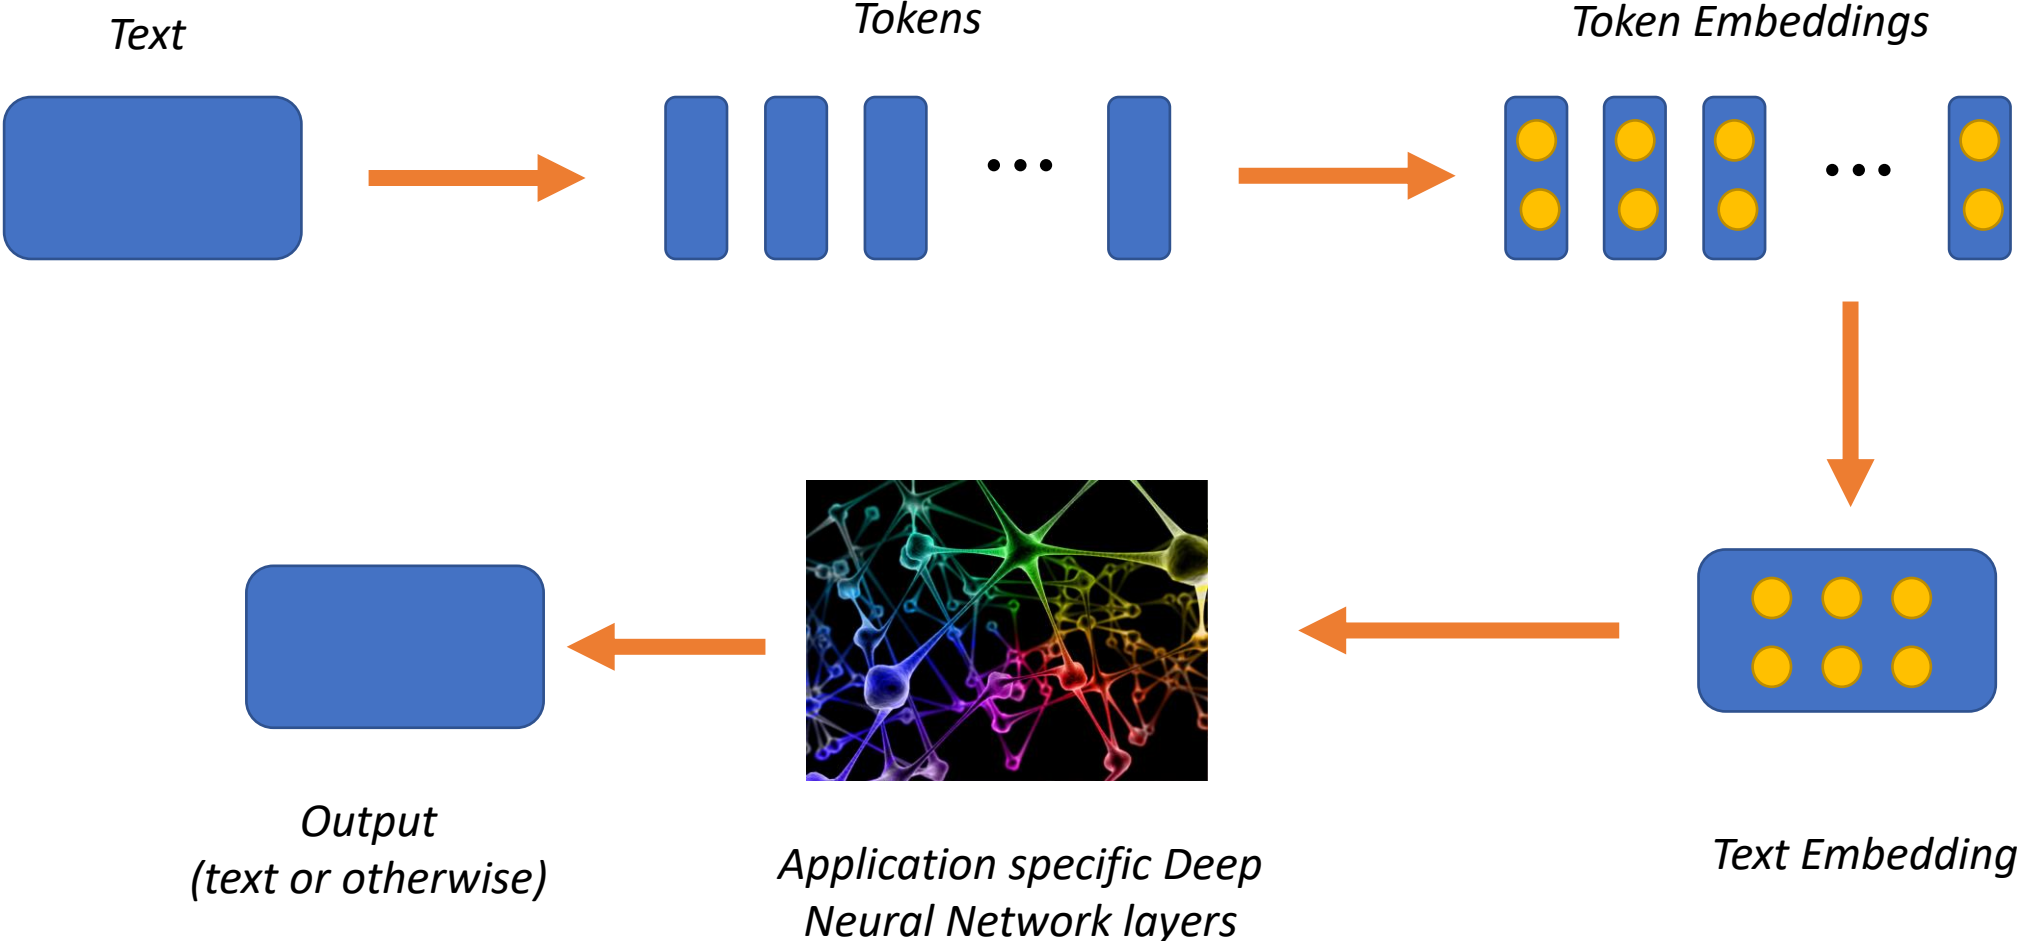 Text
Tokens
Token Embeddings
Output
(text or otherwise)
Application specific Deep
Neural Network layers
Text Embedding